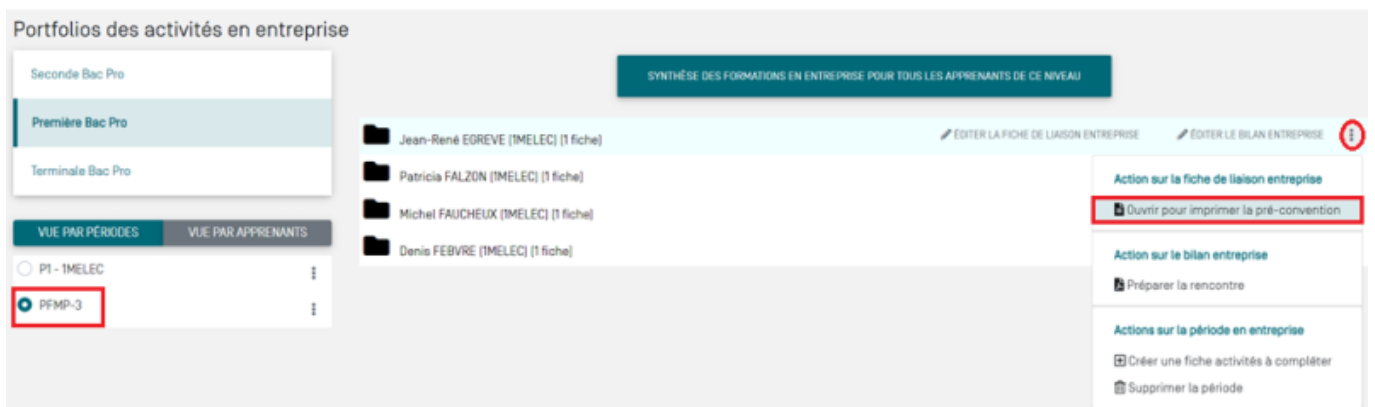 Portfolios des activités en entreprise
Seconde Bac Pro
Première Bac Pro
Terminale Bac Pro
VUE PAR PÉRIODES VUE PAR APPRENANTS
P1 - 1MELEC
PFMP-3
SYNTHÈSE DES FORMATIONS EN ENTREPRISE POUR TOUS LES APPRENANTS DE CE NIVEAU
Jean-René EGREVE (1MELEC) (1 fiche) ÉDITER LA FICHE DE LIAISON ENTREPRISE ÉDITER LE BILAN ENTREPRISE
Patricia FALZON (1MELEC) (1 fiche)
Michel FAUCHEUX (1MELEC) (1 fiche)
Denis FEBVRE (1MELEC) (1 fiche)
Action sur la fiche de liaison entreprise
Ouvrir pour imprimer la pré-convention
Action sur le bilan entreprise
Préparer la rencontre
Actions sur la période en entreprise
Créer une fiche activités à compléter
Supprimer la période